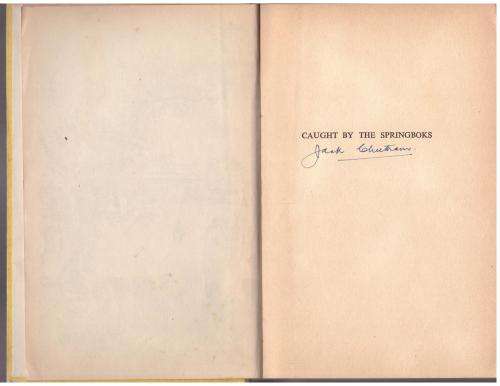 CAUGHT BY THE SPRINGBOKS
Jack Cheetham